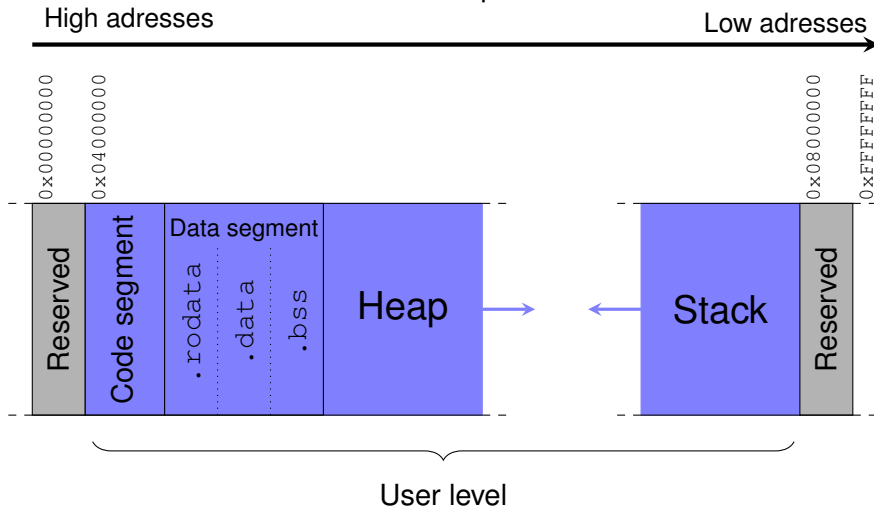 High adresses
Low adresses
0x00000000
0x04000000
0x08000000
0xFFFFFFFFF
Reserved
Code segment
Data segment
.rodata
.data
.bss
Heap
Stack
Reserved
User level